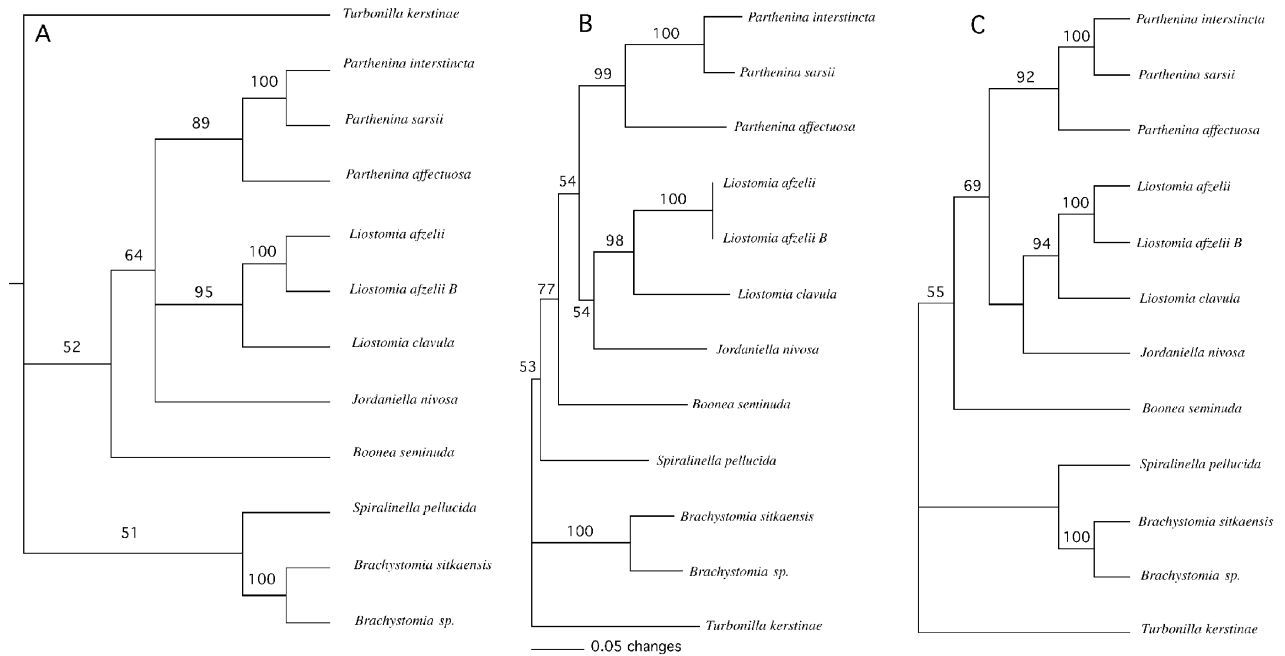 A
Turbonilla kerstinae
Parthenina interstincta
100
Parthenina sarsii
89
Parthenina affectuosa
Liostomia afzelii
100
64
Liostomia afzelii B
95
Liostomia clavula
52
Jordaniella nivosa
Boonea seminuda
Spiralinella pellucida
51
Brachystomia sitkaensis
100
Brachystomia sp.
B
Parthenina interstincta
100
Parthenina sarsii
99
Parthenina affectuosa
54
Liostomia afzelii
100
Liostomia afzelii B
98
77
Liostomia clavula
54
Jordaniella nivosa
53
Boonea seminuda
Spiralinella pellucida
Brachystomia sitkaensis
100
Brachystomia sp.
Turbonilla kerstinae
0.05 changes
C
Parthenina interstincta
100
Parthenina sarsii
92
Parthenina affectuosa
69
Liostomia afzelii
100
Liostomia afzelii B
94
55
Liostomia clavula
Jordaniella nivosa
Boonea seminuda
Spiralinella pellucida
Brachystomia sitkaensis
100
Brachystomia sp.
Turbonilla kerstinae